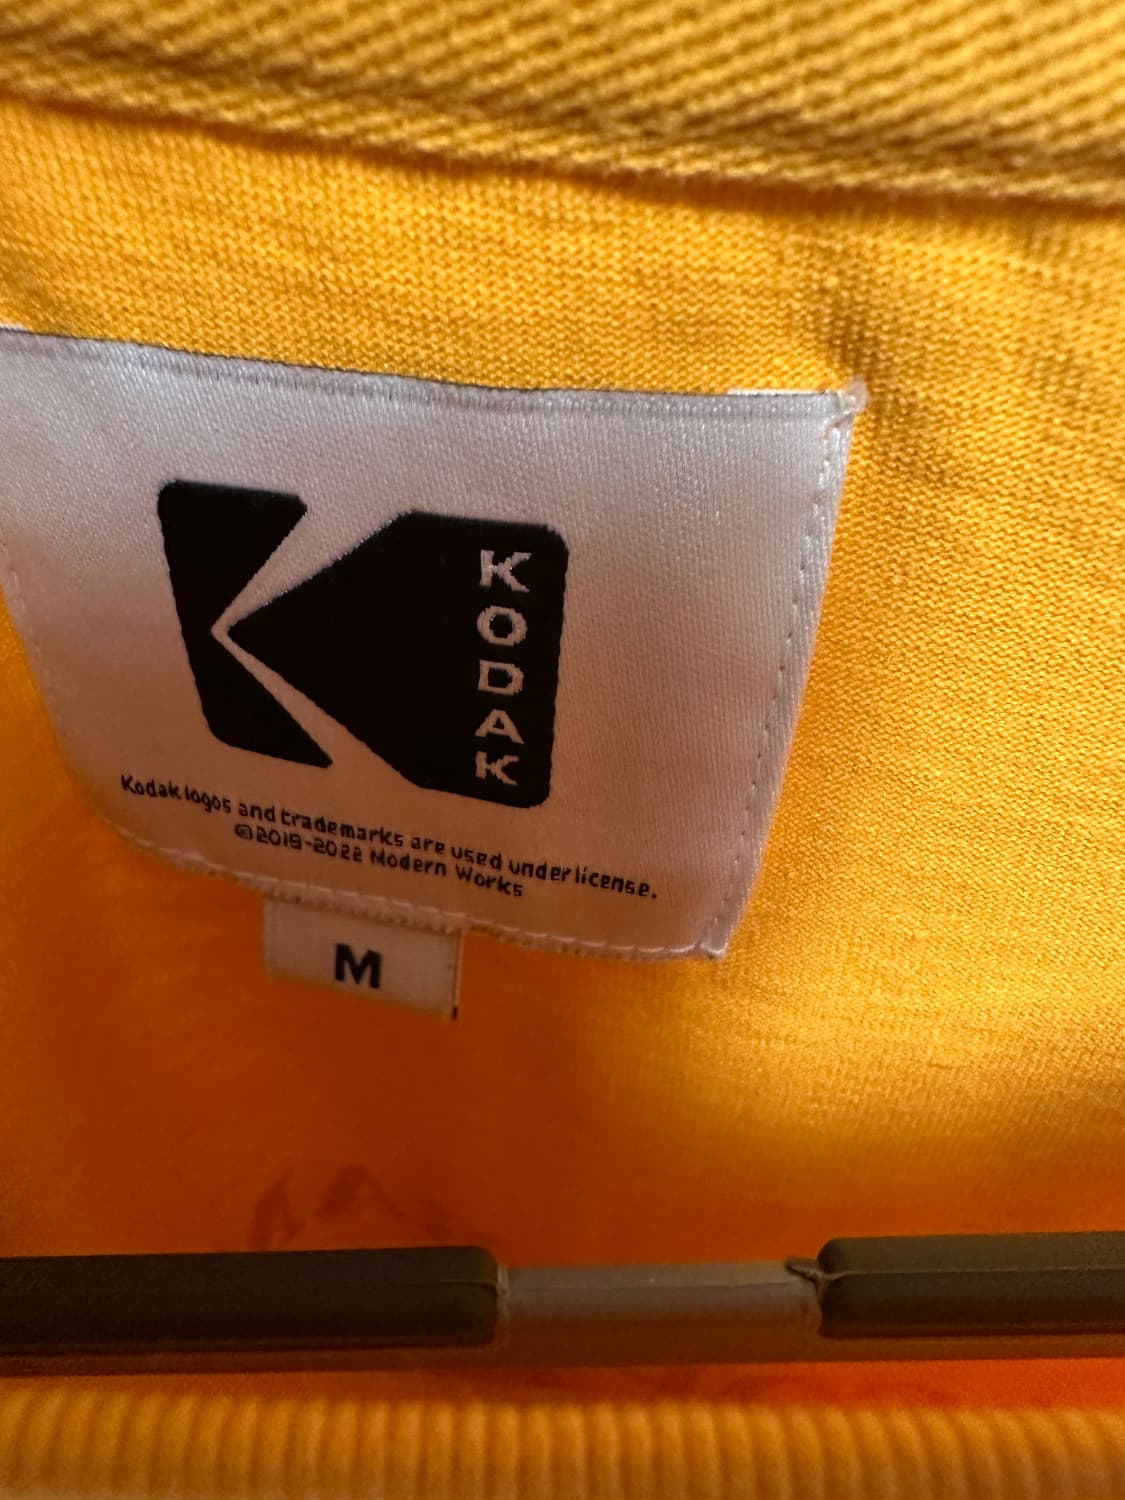 KODAK
Kodak logos and trademarks are used under license.
©2019-2022 Modern Works
M